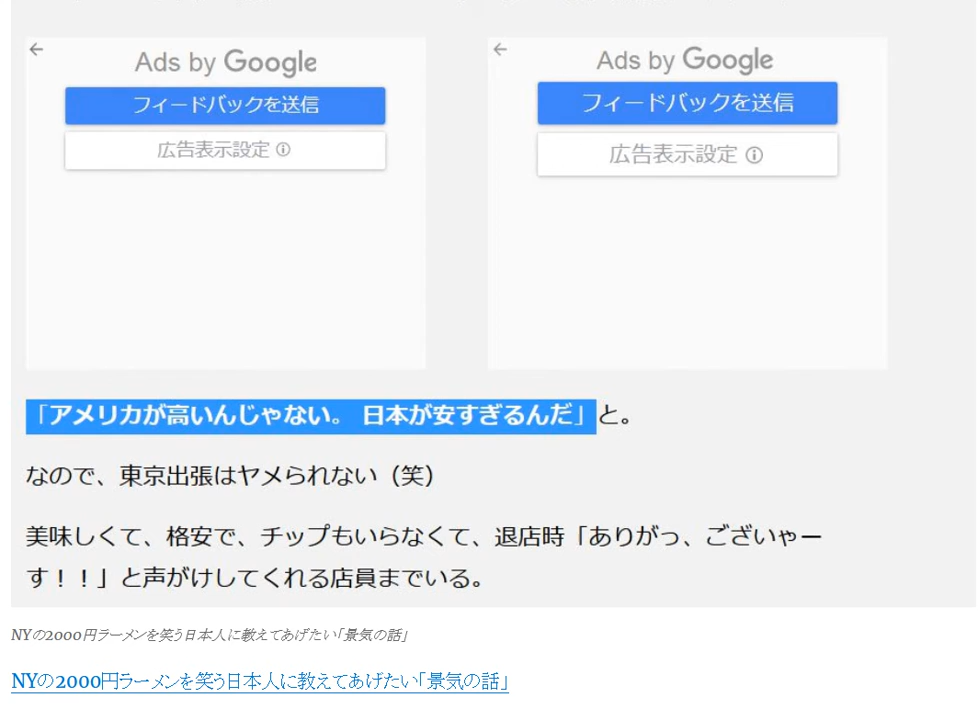 Ads by Google
フィードバックを送信
広告表示設定
Ads by Google
フィードバックを送信
広告表示設定
「アメリカが高いんじゃない。 日本が安すぎるんだ」と。
なので、東京出張はヤメられない（笑）
美味しくて、格安で、チップもいらなくて、退店時「ありがっ、ございゃー
す！！」と声がけしてくれる店員までいる。
NYの2000円ラーメンを笑う日本人に教えてあげたい「景気の話」
NYの2000円ラーメンを笑う日本人に教えてあげたい「景気の話」